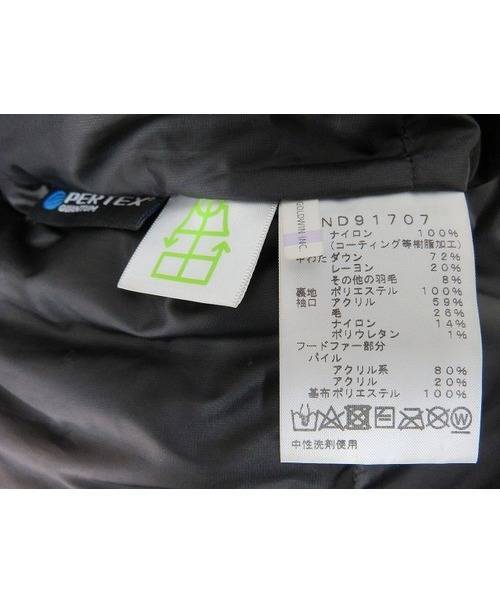 PERTEX
QUANTUM
GOLDWIN INC.
ND91707
ナイロン 100%
(コーティング等樹脂加工)
中わた ダウン 72%
レーヨン 20%
その他の羽毛 8%
裏地 ポリエステル 100%
袖口 アクリル 59%
毛 26%
ナイロン 14%
ポリウレタン 1%
フードファー部分
パイル
アクリル系 80%
アクリル 20%
基布ポリエステル 100%
中性洗剤使用